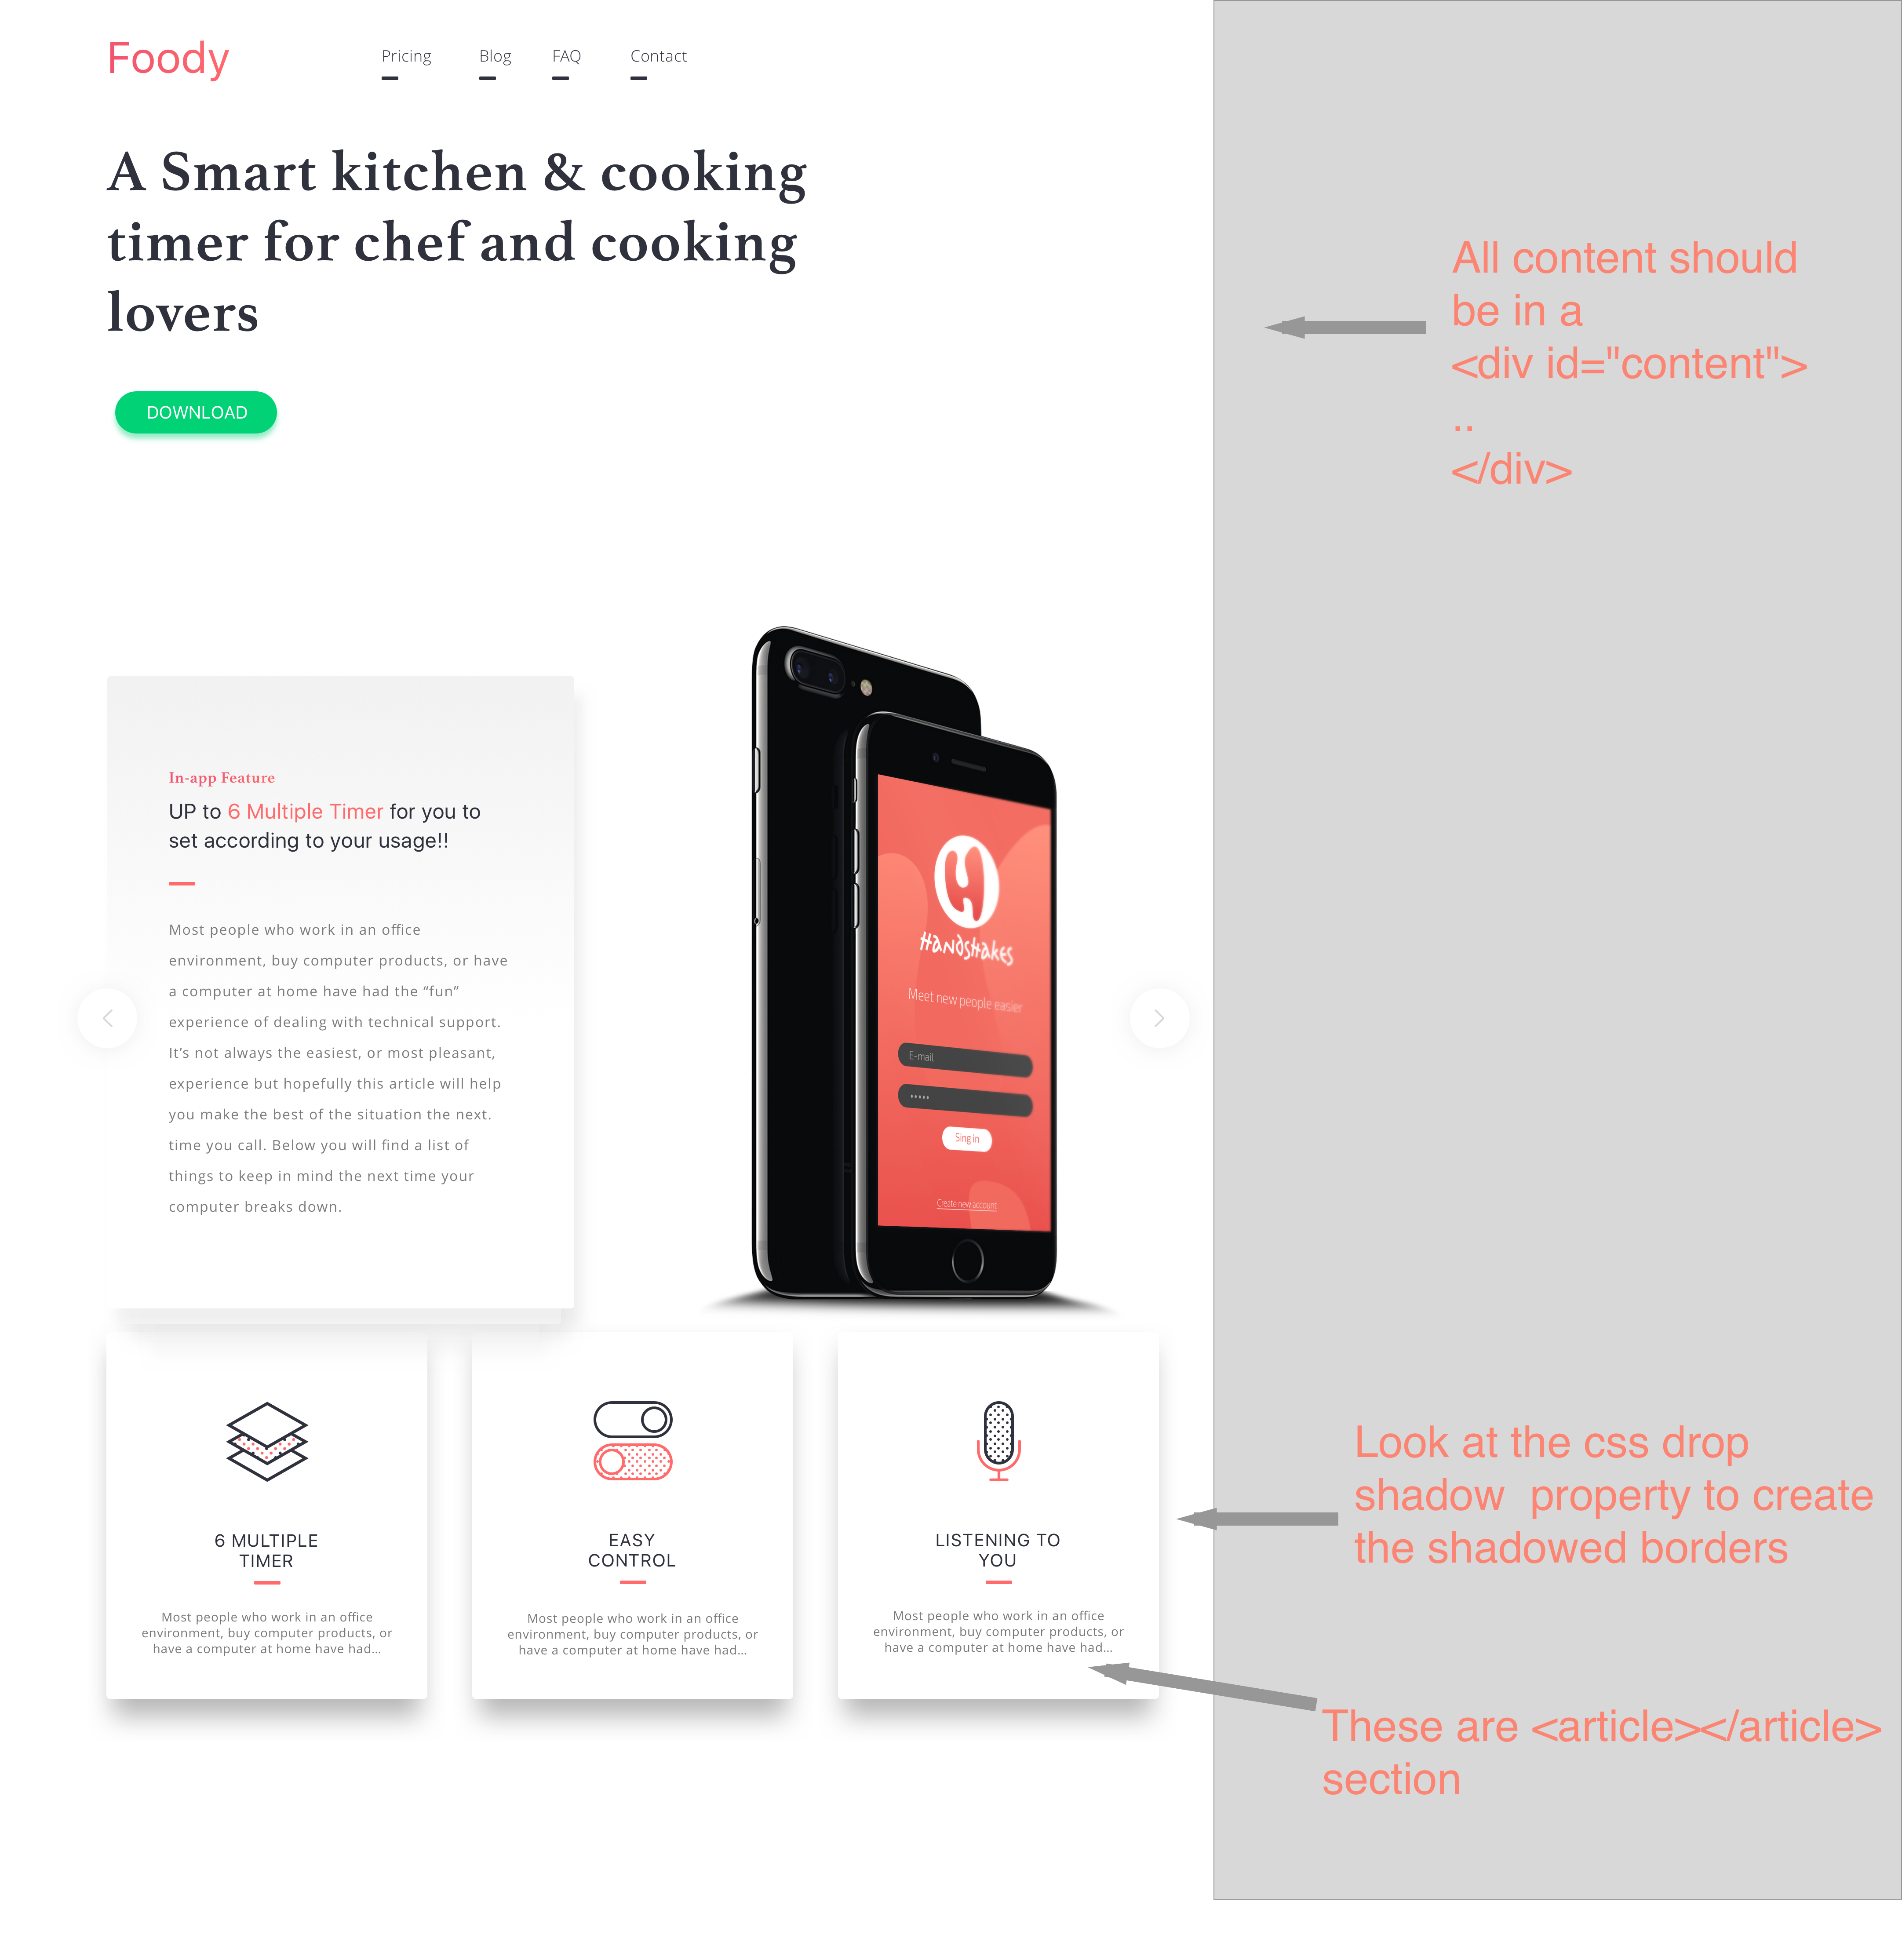 Foody
Pricing
Blog
FAQ
Contact
A Smart kitchen & cooking
timer for chef and cooking
lovers
DOWNLOAD
All content should
be in a
<div id="content">
..
</div>
In-app Feature
UP to 6 Multiple Timer for you to
set according to your usage!!
Most people who work in an office
environment, buy computer products, or have
a computer at home have had the “fun”
experience of dealing with technical support.
It’s not always the easiest, or most pleasant,
experience but hopefully this article will help
you make the best of the situation the next.
time you call. Below you will find a list of
things to keep in mind the next time your
computer breaks down.
Handshakes
Meet new people easier
E-mail
*****
Sing in
Create new account
6 MULTIPLE
TIMER
Most people who work in an office
environment, buy computer products, or
have a computer at home have had...
EASY
CONTROL
Most people who work in an office
environment, buy computer products, or
have a computer at home have had...
LISTENING TO
YOU
Most people who work in an office
environment, buy computer products, or
have a computer at home have had...
Look at the css drop
shadow  property to create
the shadowed borders
These are <article></article>
section